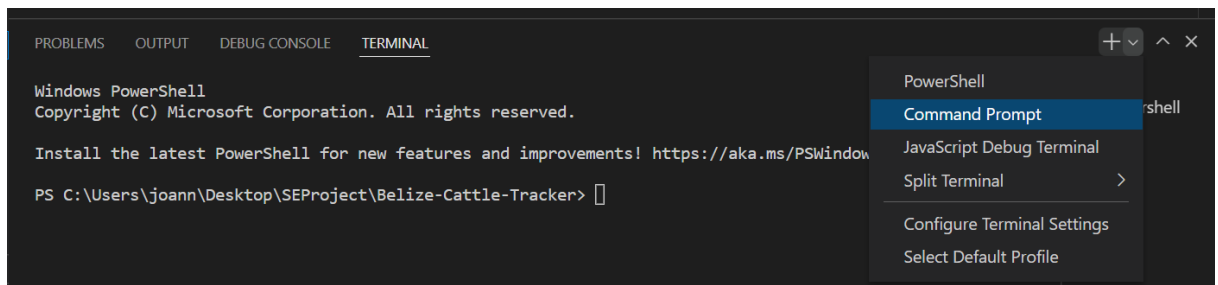 PROBLEMS OUTPUT DEBUG CONSOLE TERMINAL
Windows PowerShell
Copyright (C) Microsoft Corporation. All rights reserved.
Install the latest PowerShell for new features and improvements! https://aka.ms/PSWindow
PS C:\Users\joann\Desktop\SEProject\Belize-Cattle-Tracker>
PowerShell
Command Prompt
rshell
JavaScript Debug Terminal
Split Terminal >
Configure Terminal Settings
Select Default Profile